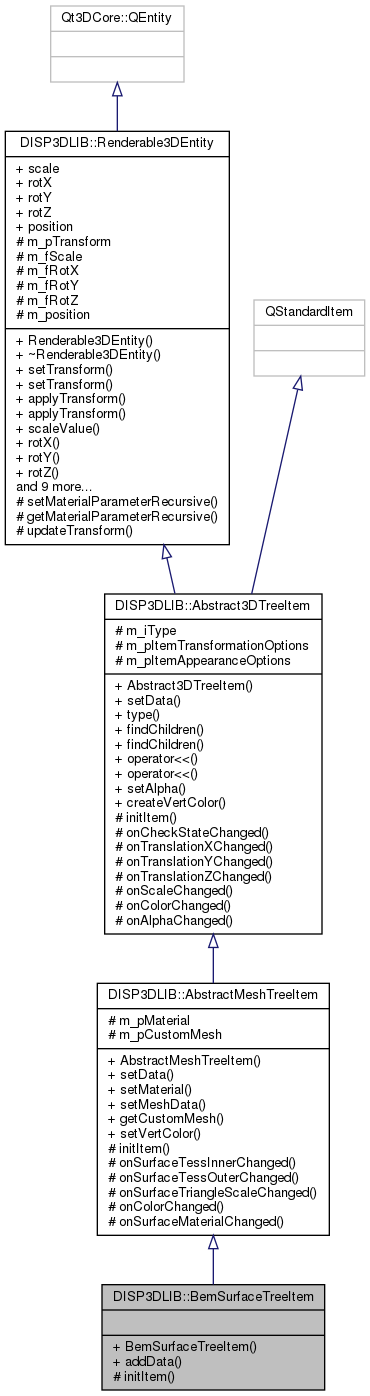 Qt3DCore::QEntity
DISP3DLIB::Renderable3DEntity
+ scale
+ rotX
+ rotY
+ rotZ
+ position
# m_pTransform
# m_fScale
# m_fRotX
# m_fRotY
# m_fRotZ
# m_position
+ Renderable3DEntity()
+ ~Renderable3DEntity()
+ setTransform()
+ setTransform()
+ applyTransform()
+ applyTransform()
+ scaleValue()
+ rotX()
+ rotY()
+ rotZ()
and 9 more...
# setMaterialParameterRecursive()
# getMaterialParameterRecursive()
# updateTransform()
QStandardItem
DISP3DLIB::Abstract3DTreeItem
# m_iType
# m_pItemTransformationOptions
# m_pItemAppearanceOptions
+ Abstract3DTreeItem()
+ setData()
+ type()
+ findChildren()
+ findChildren()
+ operator<<()
+ operator<<()
+ setAlpha()
+ createVertColor()
# initItem()
# onCheckStateChanged()
# onTranslationXChanged()
# onTranslationYChanged()
# onTranslationZChanged()
# onScaleChanged()
# onColorChanged()
# onAlphaChanged()
DISP3DLIB::AbstractMeshTreeItem
# m_pMaterial
# m_pCustomMesh
+ AbstractMeshTreeItem()
+ setData()
+ setMaterial()
+ setMeshData()
+ getCustomMesh()
+ setVertColor()
# initItem()
# onSurfaceTessInnerChanged()
# onSurfaceTessOuterChanged()
# onSurfaceTriangleScaleChanged()
# onColorChanged()
# onSurfaceMaterialChanged()
DISP3DLIB::BemSurfaceTreeItem
+ BemSurfaceTreeItem()
+ addData()
# initItem()